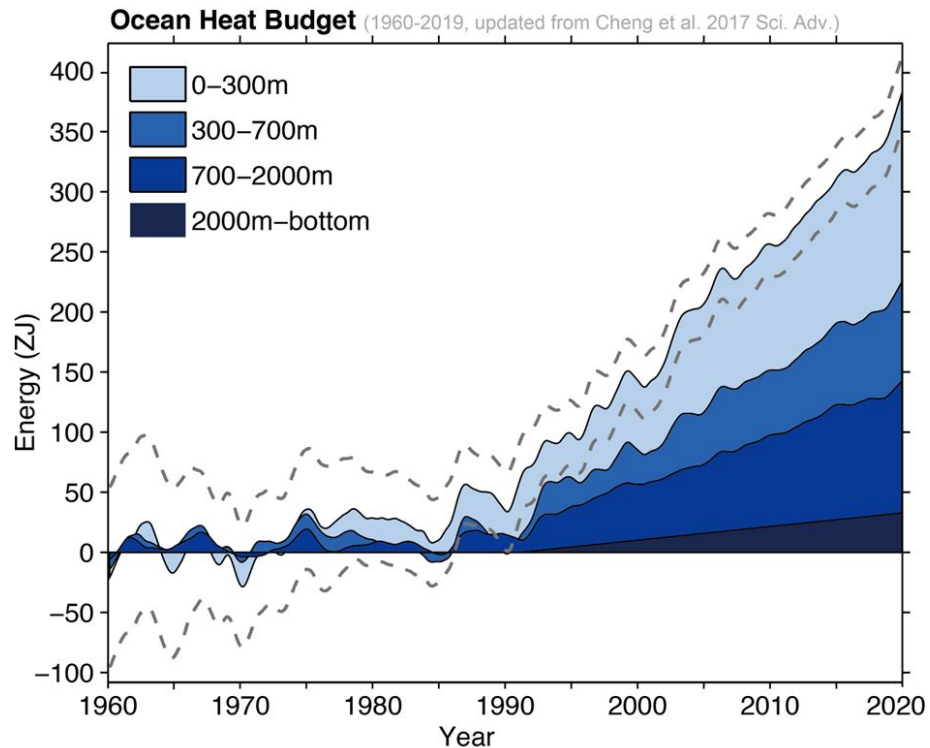 Ocean Heat Budget (1960-2019, updated from Cheng et al. 2017 Sci. Adv.)
0–300m
300–700m
700–2000m
2000m–bottom
400
350
300
250
200
150
100
50
0
−50
−100
Energy (ZJ)
1960 1970 1980 1990 2000 2010 2020
Year